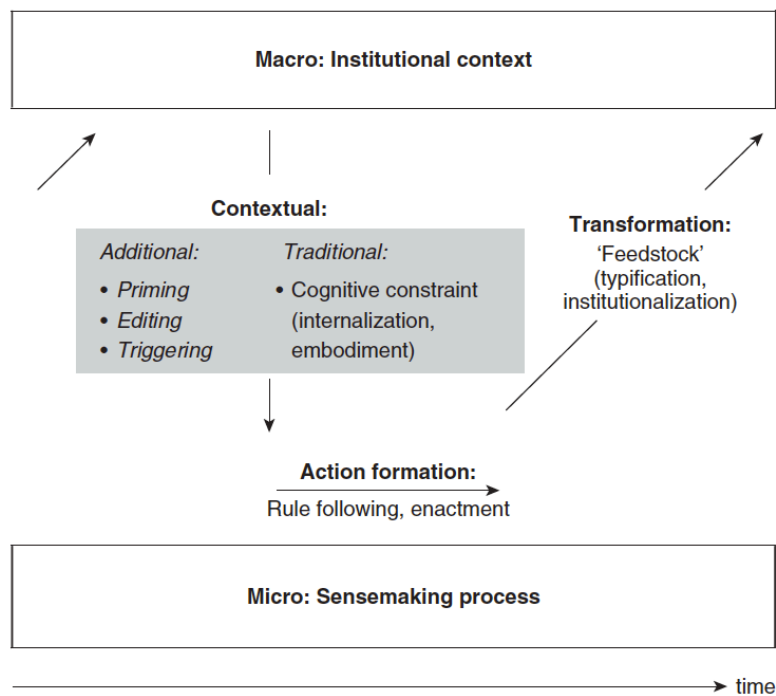 Macro: Institutional context
Contextual:
Additional:
• Priming
• Editing
• Triggering
Traditional:
• Cognitive constraint
(internalization,
embodiment)
Transformation:
‘Feedstock’
(typification,
institutionalization)
Action formation:
Rule following, enactment
Micro: Sensemaking process
time